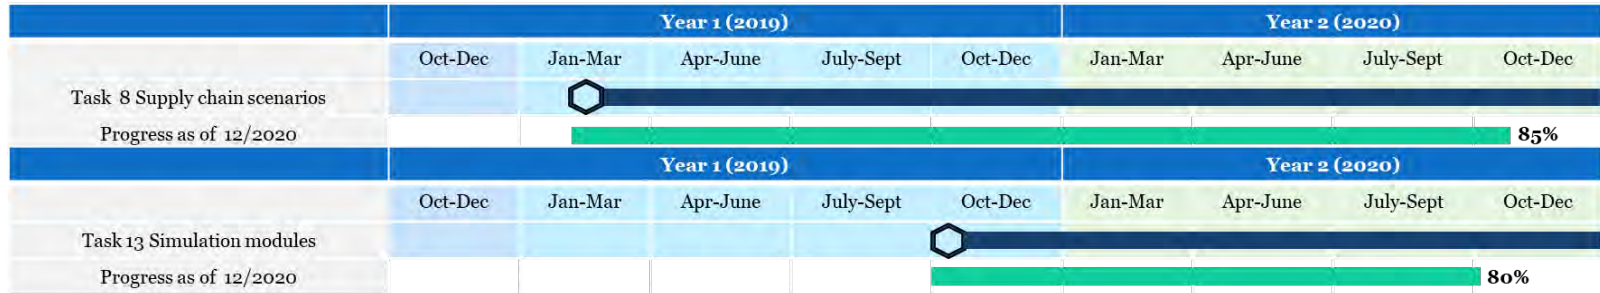 Year 1 (2019) Year 2 (2020)
Oct-Dec Jan-Mar Apr-June July-Sept Oct-Dec Jan-Mar Apr-June July-Sept Oct-Dec
Task 8 Supply chain scenarios
Progress as of 12/2020 85%
Year 1 (2019) Year 2 (2020)
Oct-Dec Jan-Mar Apr-June July-Sept Oct-Dec Jan-Mar Apr-June July-Sept Oct-Dec
Task 13 Simulation modules
Progress as of 12/2020 80%